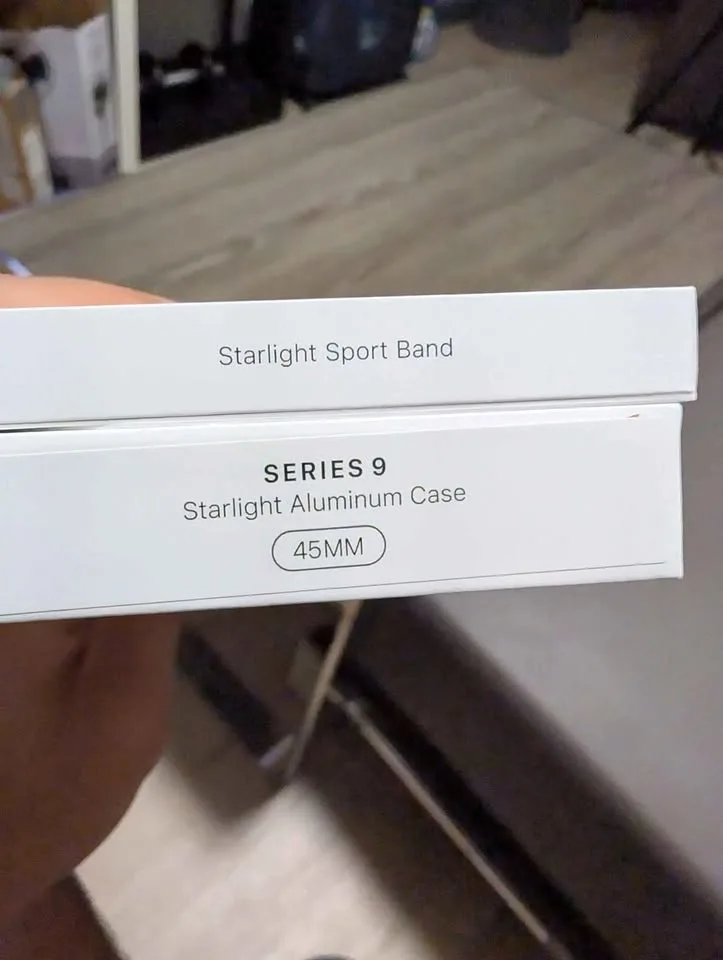 Starlight Sport Band
SERIES 9
Starlight Aluminum Case
45MM